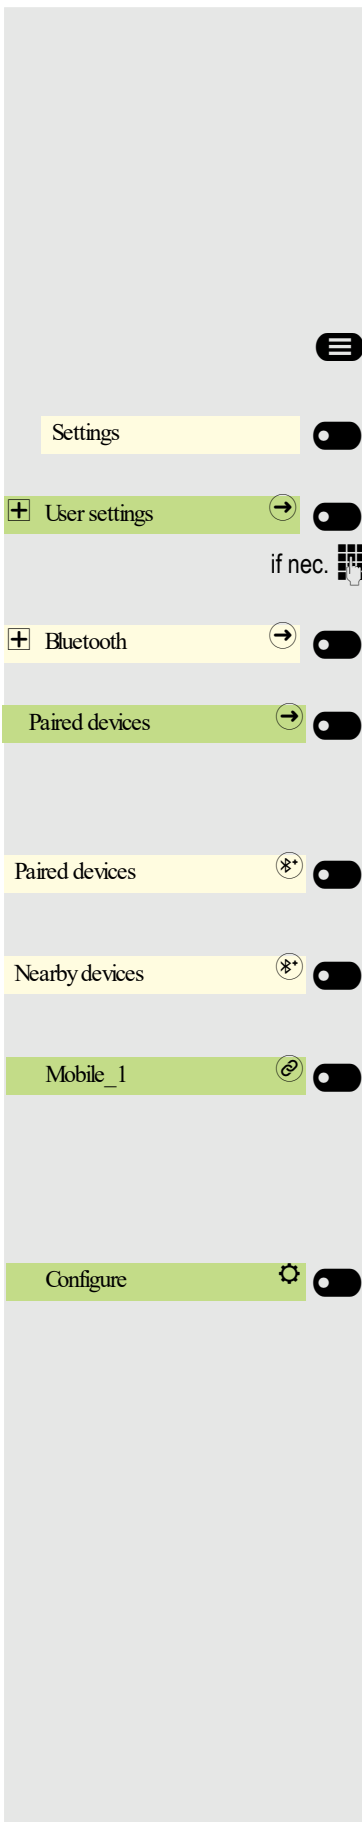 Settings
User settings
if nec.
Bluetooth
Paired devices
Paired devices
Nearby devices
Mobile_1
Configure